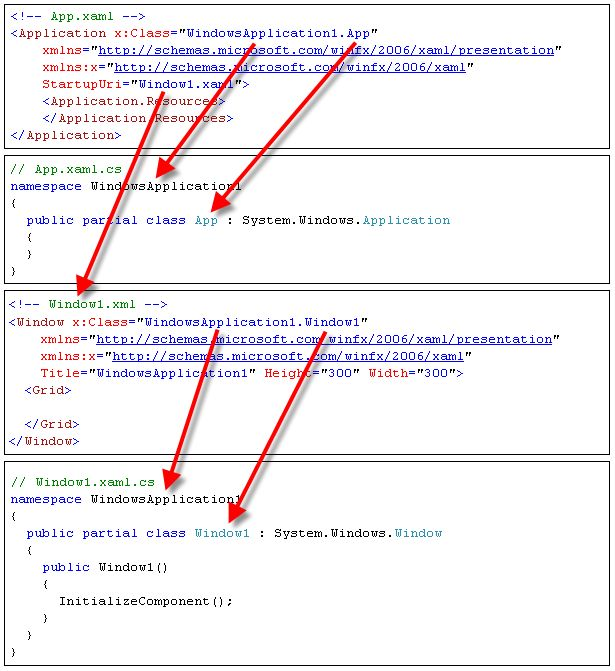 <!-- App.xaml -->
<Application x:Class="WindowsApplication1.App"
    xmlns="http://schemas.microsoft.com/winfx/2006/xaml/presentation"
    xmlns:x="http://schemas.microsoft.com/winfx/2006/xaml"
    StartupUri="Window1.xaml">
    <Application.Resources>
    </Application.Resources>
</Application>
// App.xaml.cs
namespace WindowsApplication1
{
  public partial class App : System.Windows.Application
  {
  }
}
<!-- Window1.xml -->
<Window x:Class="WindowsApplication1.Window1"
    xmlns="http://schemas.microsoft.com/winfx/2006/xaml/presentation"
    xmlns:x="http://schemas.microsoft.com/winfx/2006/xaml"
    Title="WindowsApplication1" Height="300" Width="300">
  <Grid>
  </Grid>
</Window>
// Window1.xaml.cs
namespace WindowsApplication1
{
  public partial class Window1 : System.Windows.Window
  {
    public Window1()
    {
      InitializeComponent();
    }
  }
}